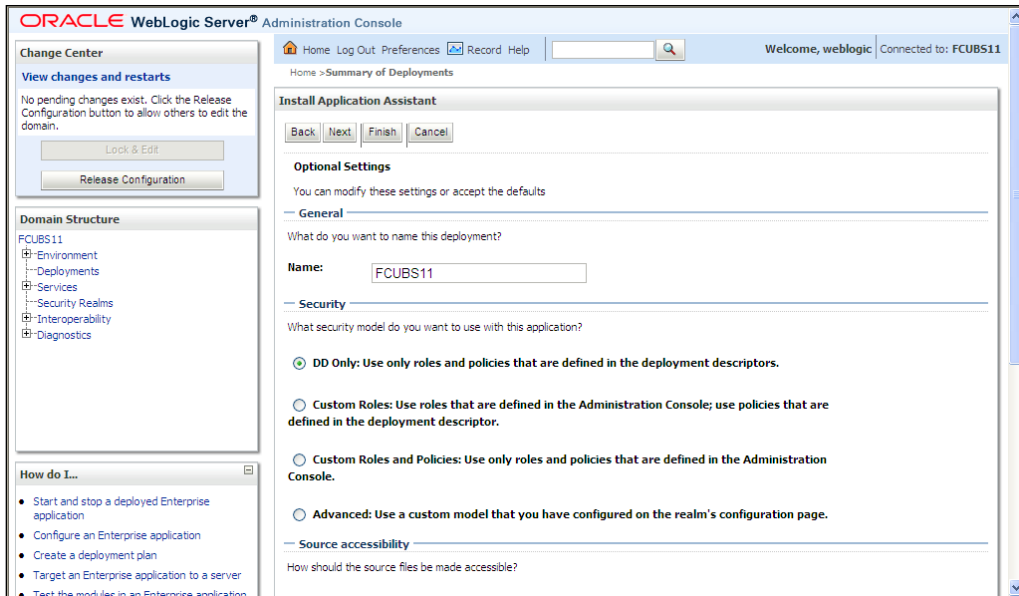 ORACLE WebLogic Server® Administration Console
Change Center
View changes and restarts
No pending changes exist. Click the Release
Configuration button to allow others to edit the
domain.
Lock & Edit
Release Configuration
Domain Structure
FCUBS11
Environment
Deployments
Services
Security Realms
Interoperability
Diagnostics
How do I...
Start and stop a deployed Enterprise
application
Configure an Enterprise application
Create a deployment plan
Target an Enterprise application to a server
Test the modules in an Enterprise application
Home Log Out Preferences Record Help
Welcome, weblogic Connected to: FCUBS11
Home >Summary of Deployments
Install Application Assistant
Back Next Finish Cancel
Optional Settings
You can modify these settings or accept the defaults
General
What do you want to name this deployment?
Name: FCUBS11
Security
What security model do you want to use with this application?
DD Only: Use only roles and policies that are defined in the deployment descriptors.
Custom Roles: Use roles that are defined in the Administration Console; use policies that are
defined in the deployment descriptor.
Custom Roles and Policies: Use only roles and policies that are defined in the Administration
Console.
Advanced: Use a custom model that you have configured on the realm's configuration page.
Source accessibility
How should the source files be made accessible?